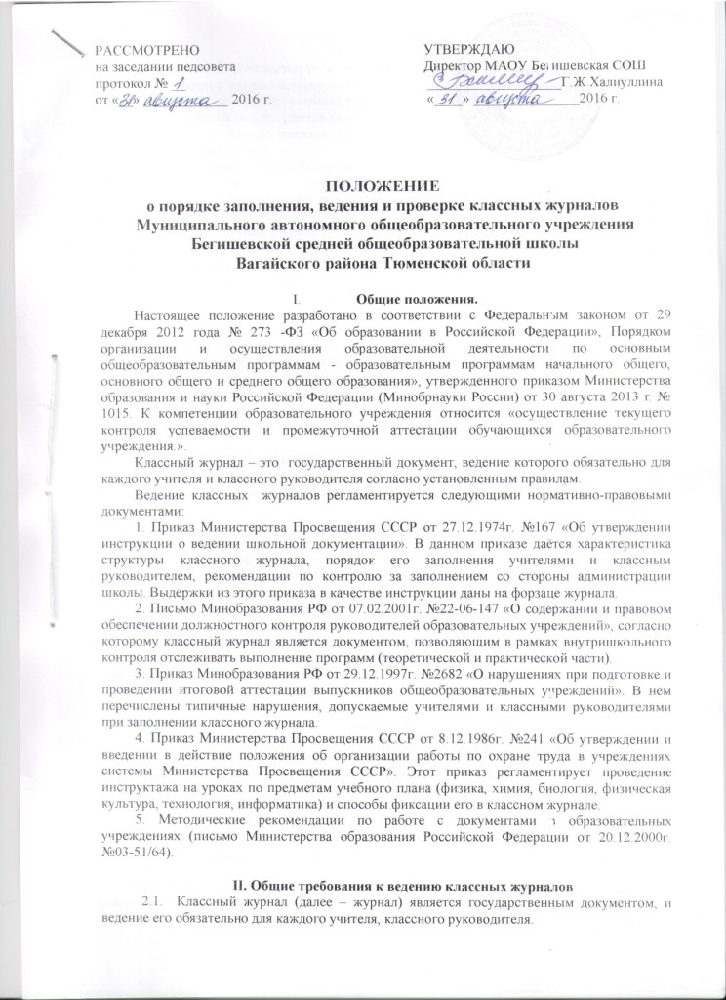 РАССМОТРЕНО
на заседании педсовета
протокол № 1
от «31» августа 2016 г.
УТВЕРЖДАЮ
Директор МАОУ Бегишевская СОШ
Г.Ж.Халиуллина
«31» августа 2016 г.
ПОЛОЖЕНИЕ
о порядке заполнения, ведения и проверке классных журналов
Муниципального автономного общеобразовательного учреждения
Бегишевской средней общеобразовательной школы
Вагайского района Тюменской области
I. Общие положения.
Настоящее положение разработано в соответствии с Федеральным законом от 29
декабря 2012 года № 273 -ФЗ «Об образовании в Российской Федерации», Порядком
организации и осуществления образовательной деятельности по основным
общеобразовательным программам - образовательным программам начального общего,
основного общего и среднего общего образования», утвержденного приказом Министерства
образования и науки Российской Федерации (Минобрнауки России) от 30 августа 2013 г. №
1015. К компетенции образовательного учреждения относится «осуществление текущего
контроля успеваемости и промежуточной аттестации обучающихся образовательного
учреждения.».
Классный журнал – это государственный документ, ведение которого обязательно для
каждого учителя и классного руководителя согласно установленным правилам.
Ведение классных журналов регламентируется следующими нормативно-правовыми
документами:
1. Приказ Министерства Просвещения СССР от 27.12.1974г. №167 «Об утверждении
инструкции о ведении школьной документации». В данном приказе даётся характеристика
структуры классного журнала, порядок его заполнения учителями и классным
руководителем, рекомендации по контролю за заполнением со стороны администрации
школы. Выдержки из этого приказа в качестве инструкции даны на форзаце журнала.
2. Письмо Минобразования РФ от 07.02.2001г. №22-06-147 «О содержании и правовом
обеспечении должностного контроля руководителей образовательных учреждений», согласно
которому классный журнал является документом, позволяющим в рамках внутришкольного
контроля отслеживать выполнение программ (теоретической и практической части).
3. Приказ Минобразования РФ от 29.12.1997г. №2682 «О нарушениях при подготовке и
проведении итоговой аттестации выпускников общеобразовательных учреждений». В нем
перечислены типичные нарушения, допускаемые учителями и классными руководителями
при заполнении классного журнала.
4. Приказ Министерства Просвещения СССР от 8.12.1986г. №241 «Об утверждении и
введении в действие положения об организации работы по охране труда в учреждениях
системы Министерства Просвещения СССР». Этот приказ регламентирует проведение
инструктажа на уроках по предметам учебного плана (физика, химия, биология, физическая
культура, технология, информатика) и способы фиксации его в классном журнале.
5. Методические рекомендации по работе с документами в образовательных
учреждениях (письмо Министерства образования Российской Федерации от 20.12.2000г.
№03-51/64).
II. Общие требования к ведению классных журналов
2.1. Классный журнал (далее – журнал) является государственным документом, и
ведение его обязательно для каждого учителя, классного руководителя.